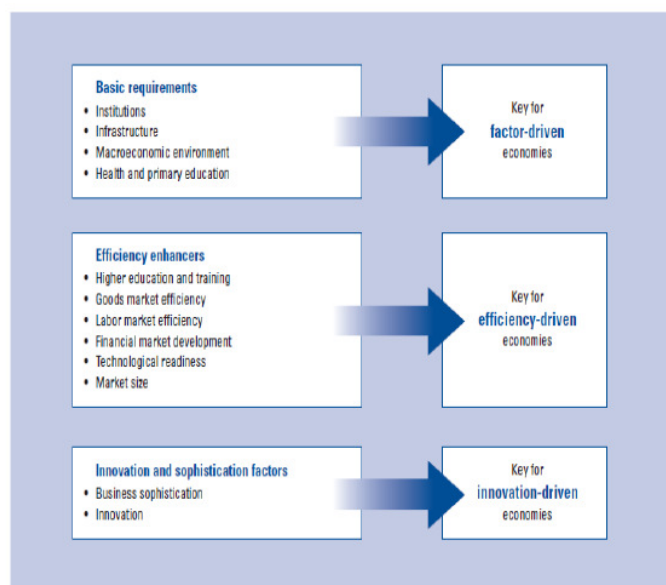 Basic requirements
• Institutions
• Infrastructure
• Macroeconomic environment
• Health and primary education
Key for
factor-driven
economies
Efficiency enhancers
• Higher education and training
• Goods market efficiency
• Labor market efficiency
• Financial market development
• Technological readiness
• Market size
Key for
efficiency-driven
economies
Innovation and sophistication factors
• Business sophistication
• Innovation
Key for
innovation-driven
economies